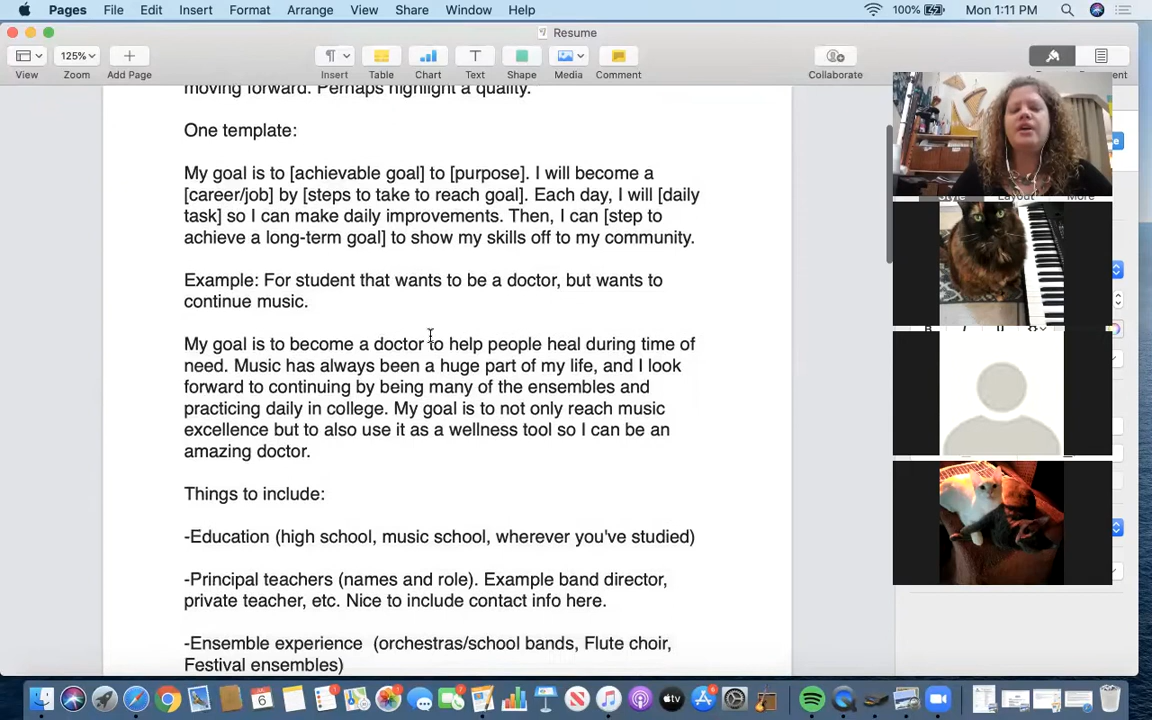 Pages File Edit Insert Format Arrange View Share Window Help 100% Mon 1:11 PM
Resume
125%
View Zoom Add Page Insert Table Chart Text Shape Media Comment Collaborate
moving forward. Perhaps highlight a quality.
One template:
My goal is to [achievable goal] to [purpose]. I will become a
[career/job] by [steps to take to reach goal]. Each day, I will [daily
task] so I can make daily improvements. Then, I can [step to
achieve a long-term goal] to show my skills off to my community.
Example: For student that wants to be a doctor, but wants to
continue music.
My goal is to become a doctor to help people heal during time of
need. Music has always been a huge part of my life, and I look
forward to continuing by being many of the ensembles and
practicing daily in college. My goal is to not only reach music
excellence but to also use it as a wellness tool so I can be an
amazing doctor.
Things to include:
-Education (high school, music school, wherever you've studied)
-Principal teachers (names and role). Example band director,
private teacher, etc. Nice to include contact info here.
-Ensemble experience (orchestras/school bands, Flute choir,
Festival ensembles)